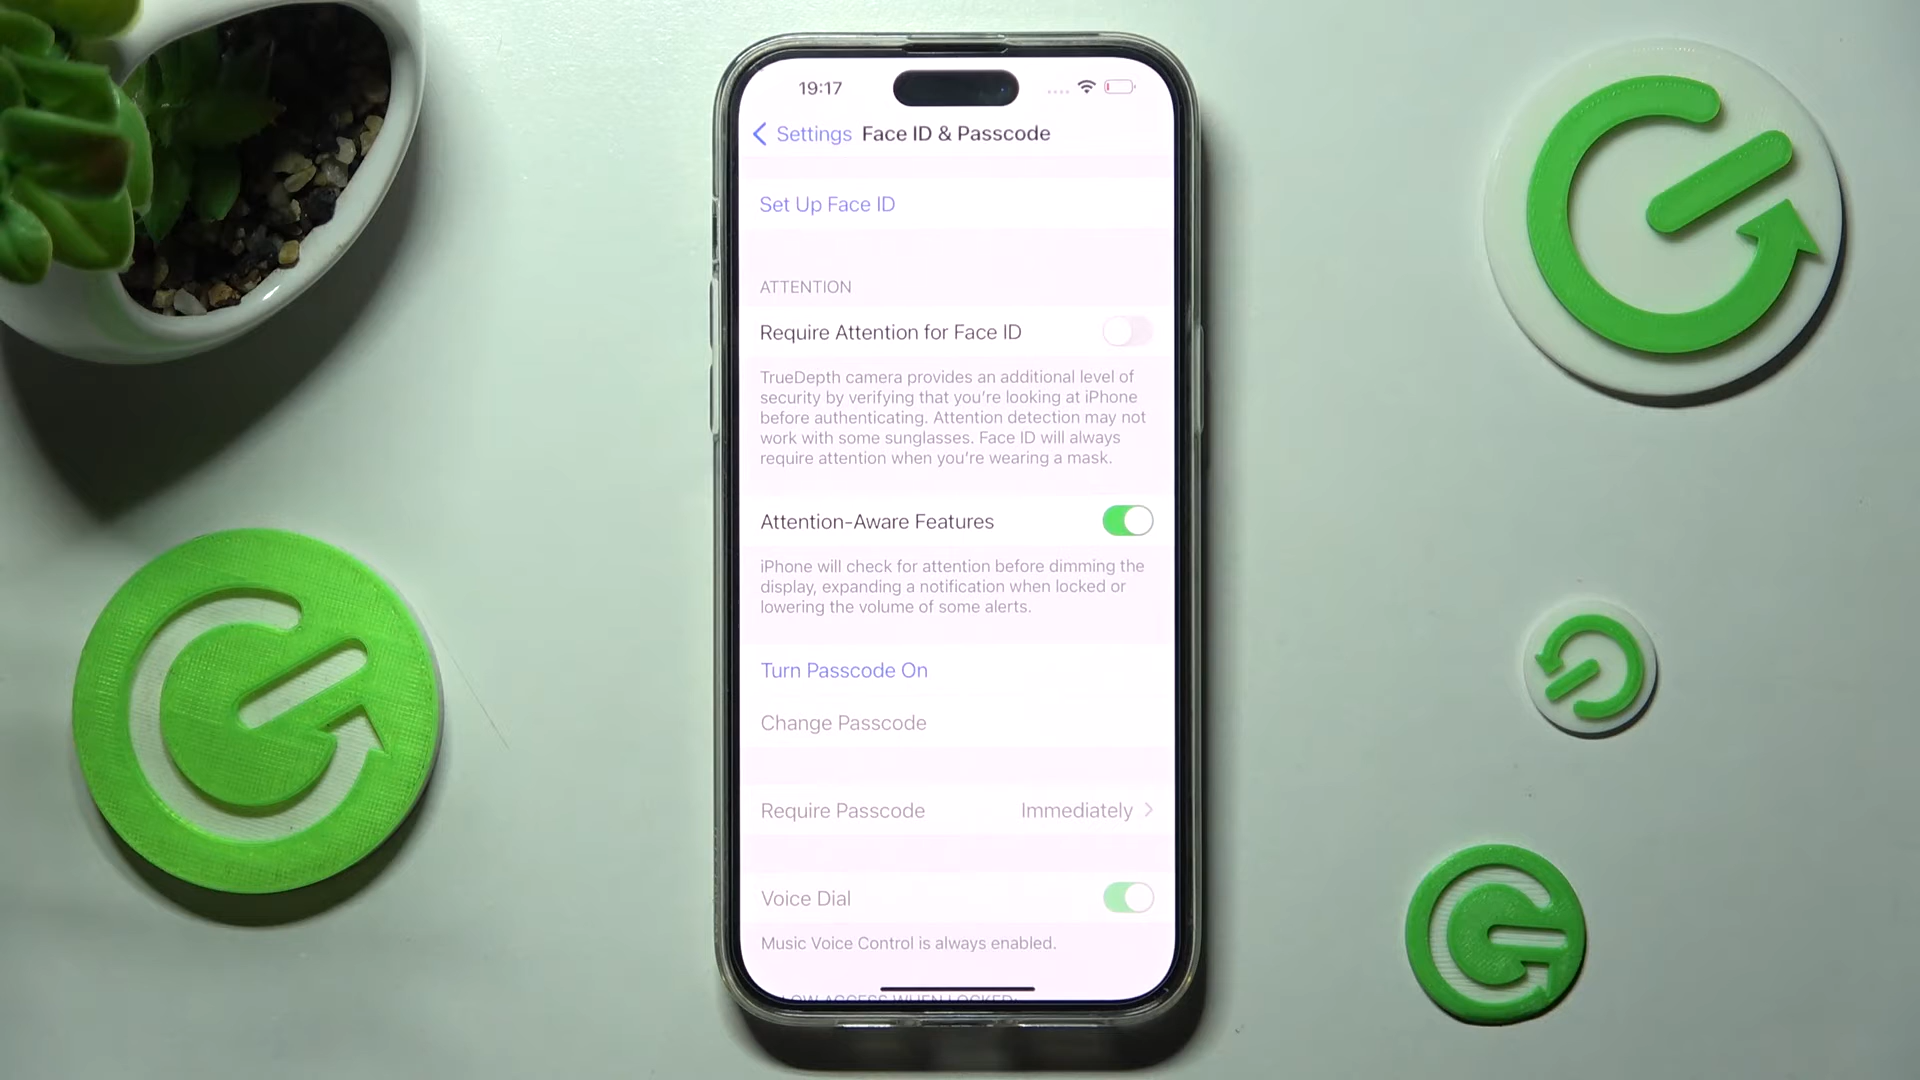 19:17
Settings Face ID & Passcode
Set Up Face ID
ATTENTION
Require Attention for Face ID
TrueDepth camera provides an additional level of
security by verifying that you're looking at iPhone
before authenticating. Attention detection may not
work with some sunglasses. Face ID will always
require attention when you're wearing a mask.
Attention-Aware Features
iPhone will check for attention before dimming the
display, expanding a notification when locked or
lowering the volume of some alerts.
Turn Passcode On
Change Passcode
Require Passcode Immediately
Voice Dial
Music Voice Control is always enabled.
ACCESS WHEN LOCKED: